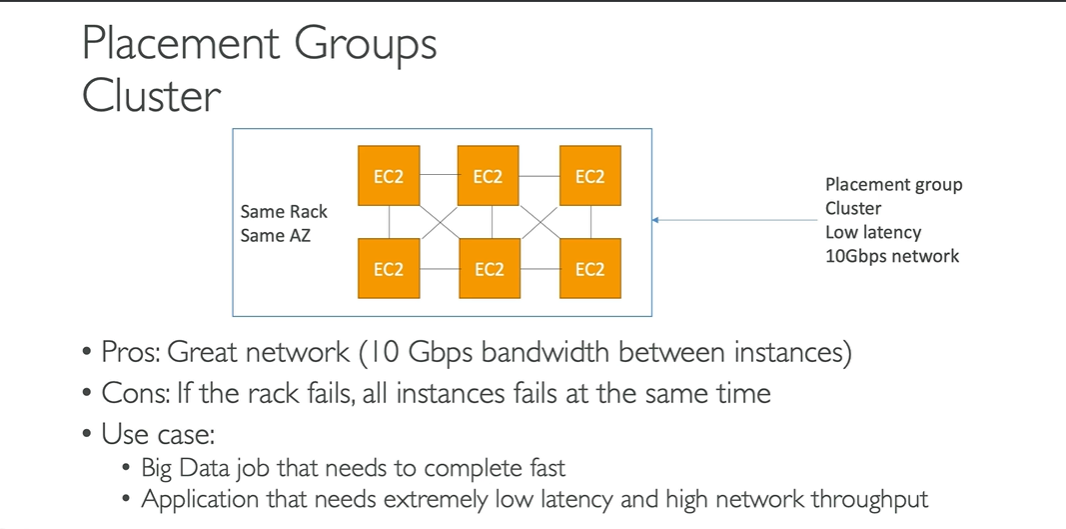 Placement Groups
Cluster
EC2 EC2 EC2
Same Rack
Same AZ
EC2 EC2 EC2
Placement group
Cluster
Low latency
10Gbps network
• Pros: Great network (10 Gbps bandwidth between instances)
• Cons: If the rack fails, all instances fails at the same time
• Use case:
• Big Data job that needs to complete fast
• Application that needs extremely low latency and high network throughput